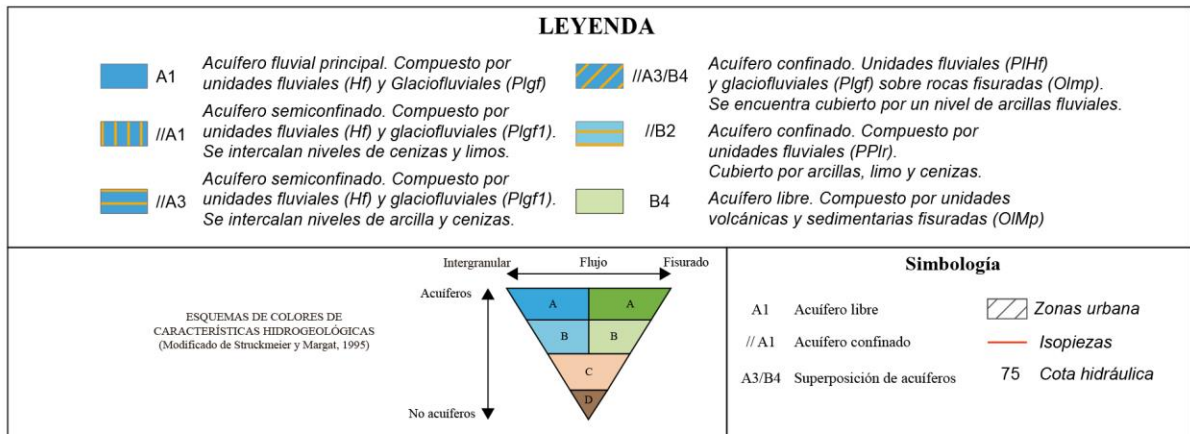 LEYENDA
A1
Acuífero fluvial principal. Compuesto por
unidades fluviales (Hf) y Glaciofluviales (Plgf)
//A1
Acuífero semiconfinado. Compuesto por
unidades fluviales (Hf) y glaciofluviales (Plgf1).
Se intercalan niveles de cenizas y limos.
//A3
Acuífero semiconfinado. Compuesto por
unidades fluviales (Hf) y glaciofluviales (Plgf1).
Se intercalan niveles de arcilla y cenizas.
//A3/B4
Acuífero confinado. Unidades fluviales (PlHf)
y glaciofluviales (Plgf) sobre rocas fisuradas (Olmp).
Se encuentra cubierto por un nivel de arcillas fluviales.
//B2
Acuífero confinado. Compuesto por
unidades fluviales (PPlr).
Cubierto por arcillas, limo y cenizas.
B4
Acuífero libre. Compuesto por unidades
volcánicas y sedimentarias fisuradas (OlMp)
ESQUEMAS DE COLORES DE
CARACTERÍSTICAS HIDROGEOLÓGICAS
(Modificado de Struckmeier y Margat, 1995)
Intergranular Flujo Fisurado
Acuíferos
A A
B B
C
D
No acuíferos
Simbología
A1 Acuífero libre
// A1 Acuífero confinado
A3/B4 Superposición de acuíferos
Zonas urbana
Isopiezas
75 Cota hidráulica